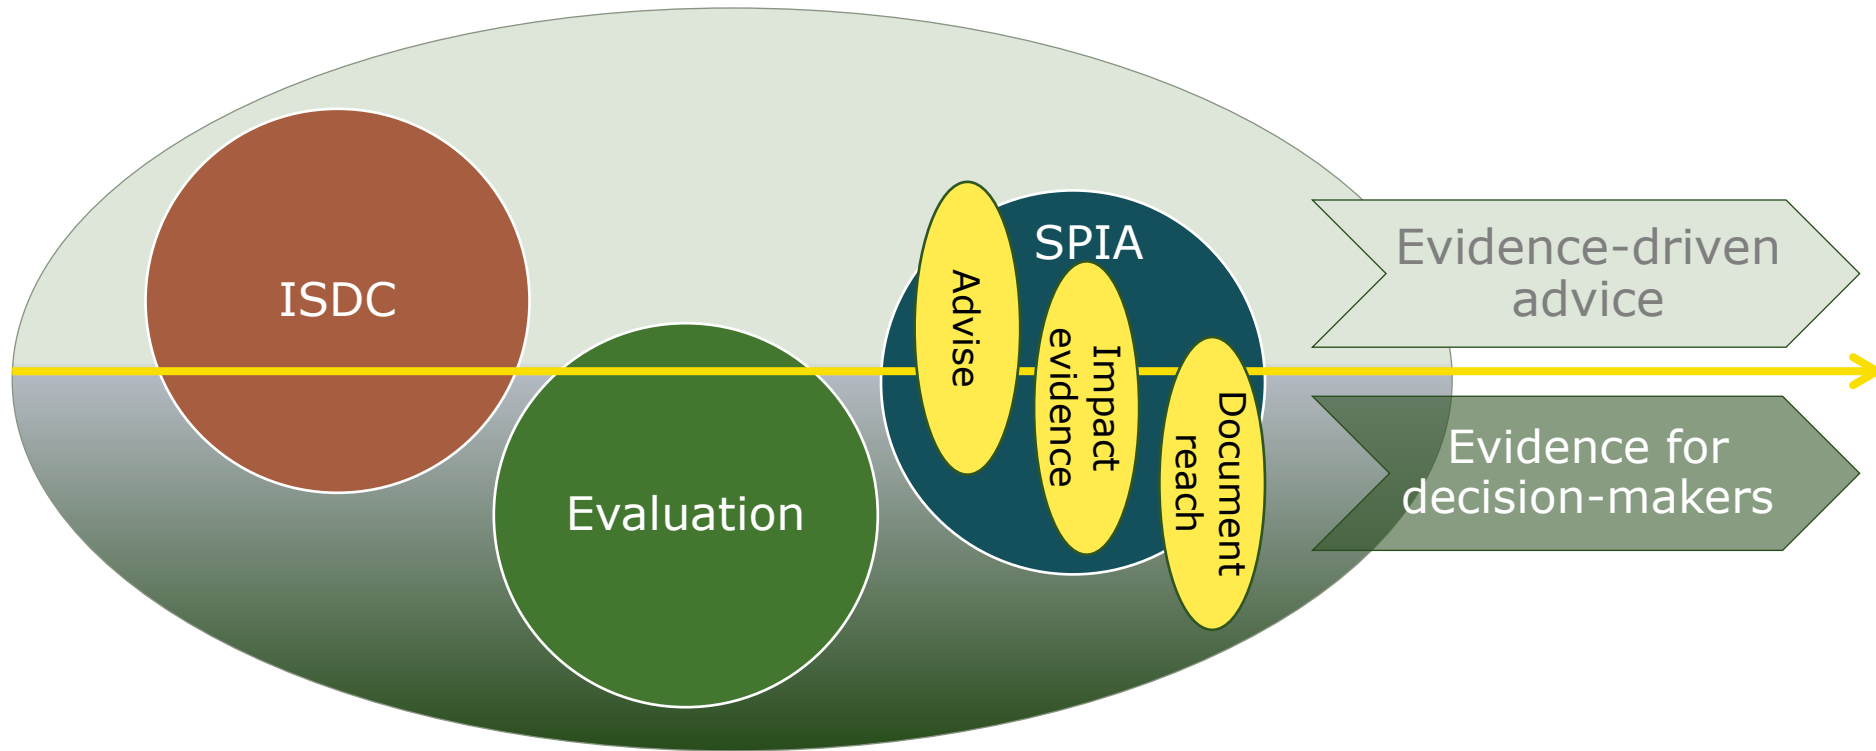 ISDC
Evaluation
SPIA
Advise
Impact
evidence
Document
reach
Evidence-driven
advice
Evidence for
decision-makers